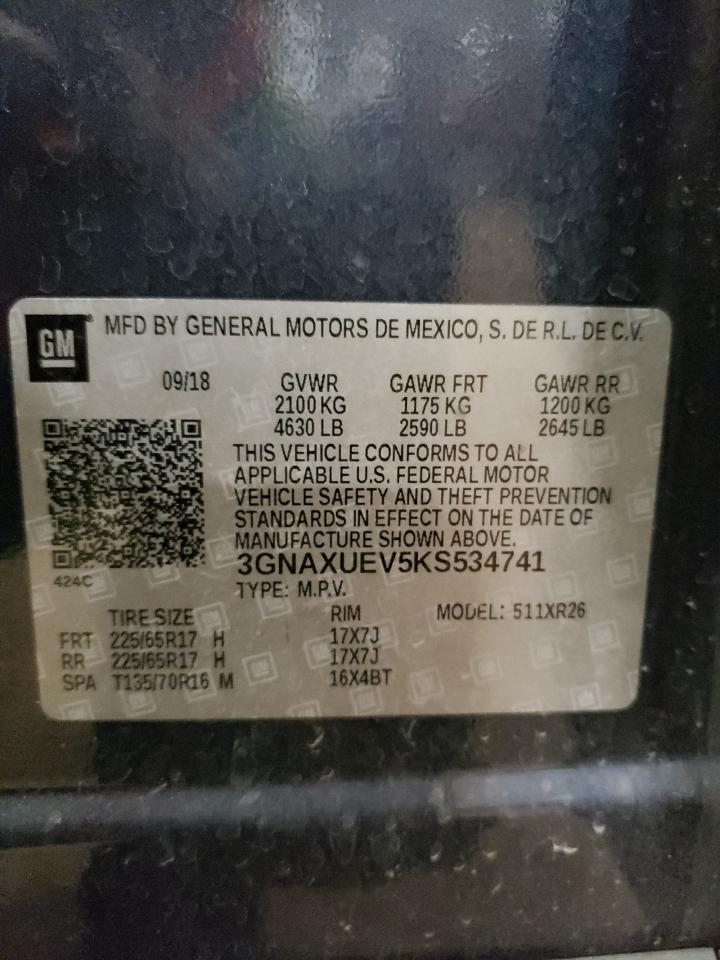 GM® MFD BY GENERAL MOTORS DE MEXICO, S. DE R.L. DE C.V.
09/18 GVWR GAWR FRT GAWR RR
2100 KG 1175 KG 1200 KG
4630 LB 2590 LB 2645 LB
THIS VEHICLE CONFORMS TO ALL
APPLICABLE U.S. FEDERAL MOTOR
VEHICLE SAFETY AND THEFT PREVENTION
STANDARDS IN EFFECT ON THE DATE OF
MANUFACTURE SHOWN ABOVE.
3GNAXUEV5KS534741
424C
TYPE: M.P.V.
TIRE SIZE RIM MODEL: 511XR26
FRT 225/65R17 H 17X7J
RR 225/65R17 H 17X7J
SPA T135/70R16 M 16X4BT